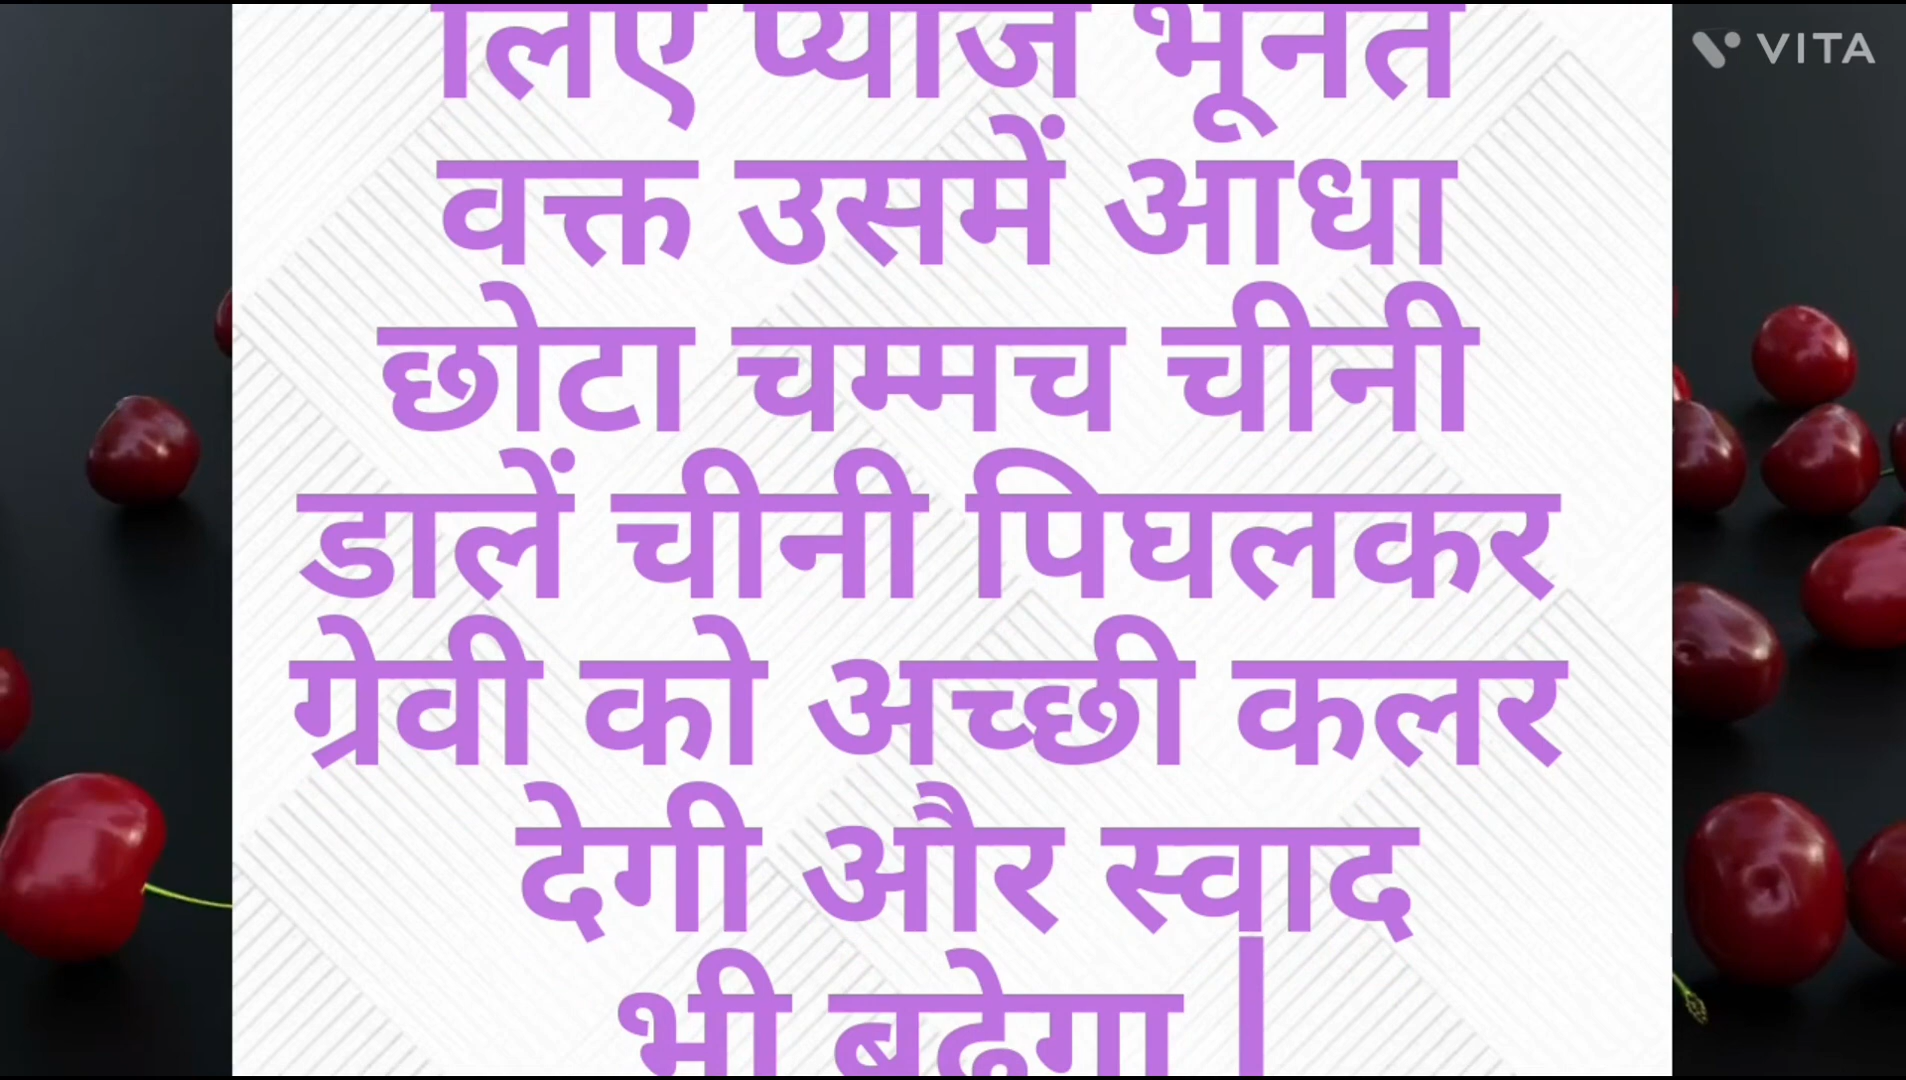 लिए प्याज भूनते
वक्त उसमें आधा
छोटा चम्मच चीनी
डालें चीनी पिघलकर
ग्रेवी को अच्छी कलर
देगी और स्वाद
भी बढ़ेगा |
VITA